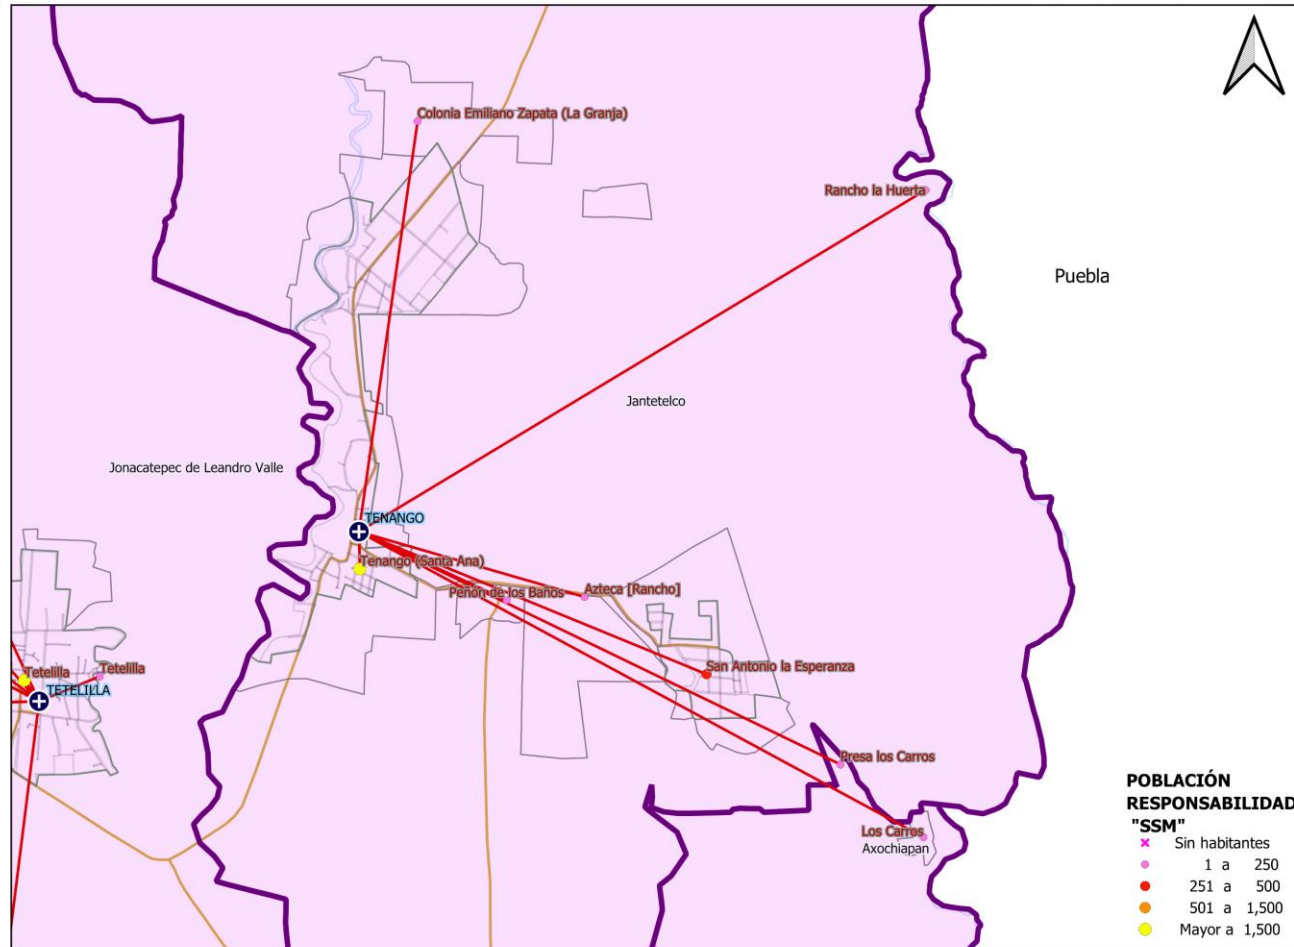 Colonia Emiliano Zapata (La Granja)
Rancho la Huerta
Puebla
Jantetelco
Jonacatepec de Leandro Valle
TENANGO
Tenango (Santa Ana)
Peñón de los Baños
Azteca [Rancho]
San Antonio la Esperanza
Tetelilla
Tetelilla
TETELILLA
Presa los Carros
Los Carros
Axochiapan
POBLACIÓN
RESPONSABILIDAD
"SSM"
Sin habitantes
1 a 250
251 a 500
501 a 1,500
Mayor a 1,500